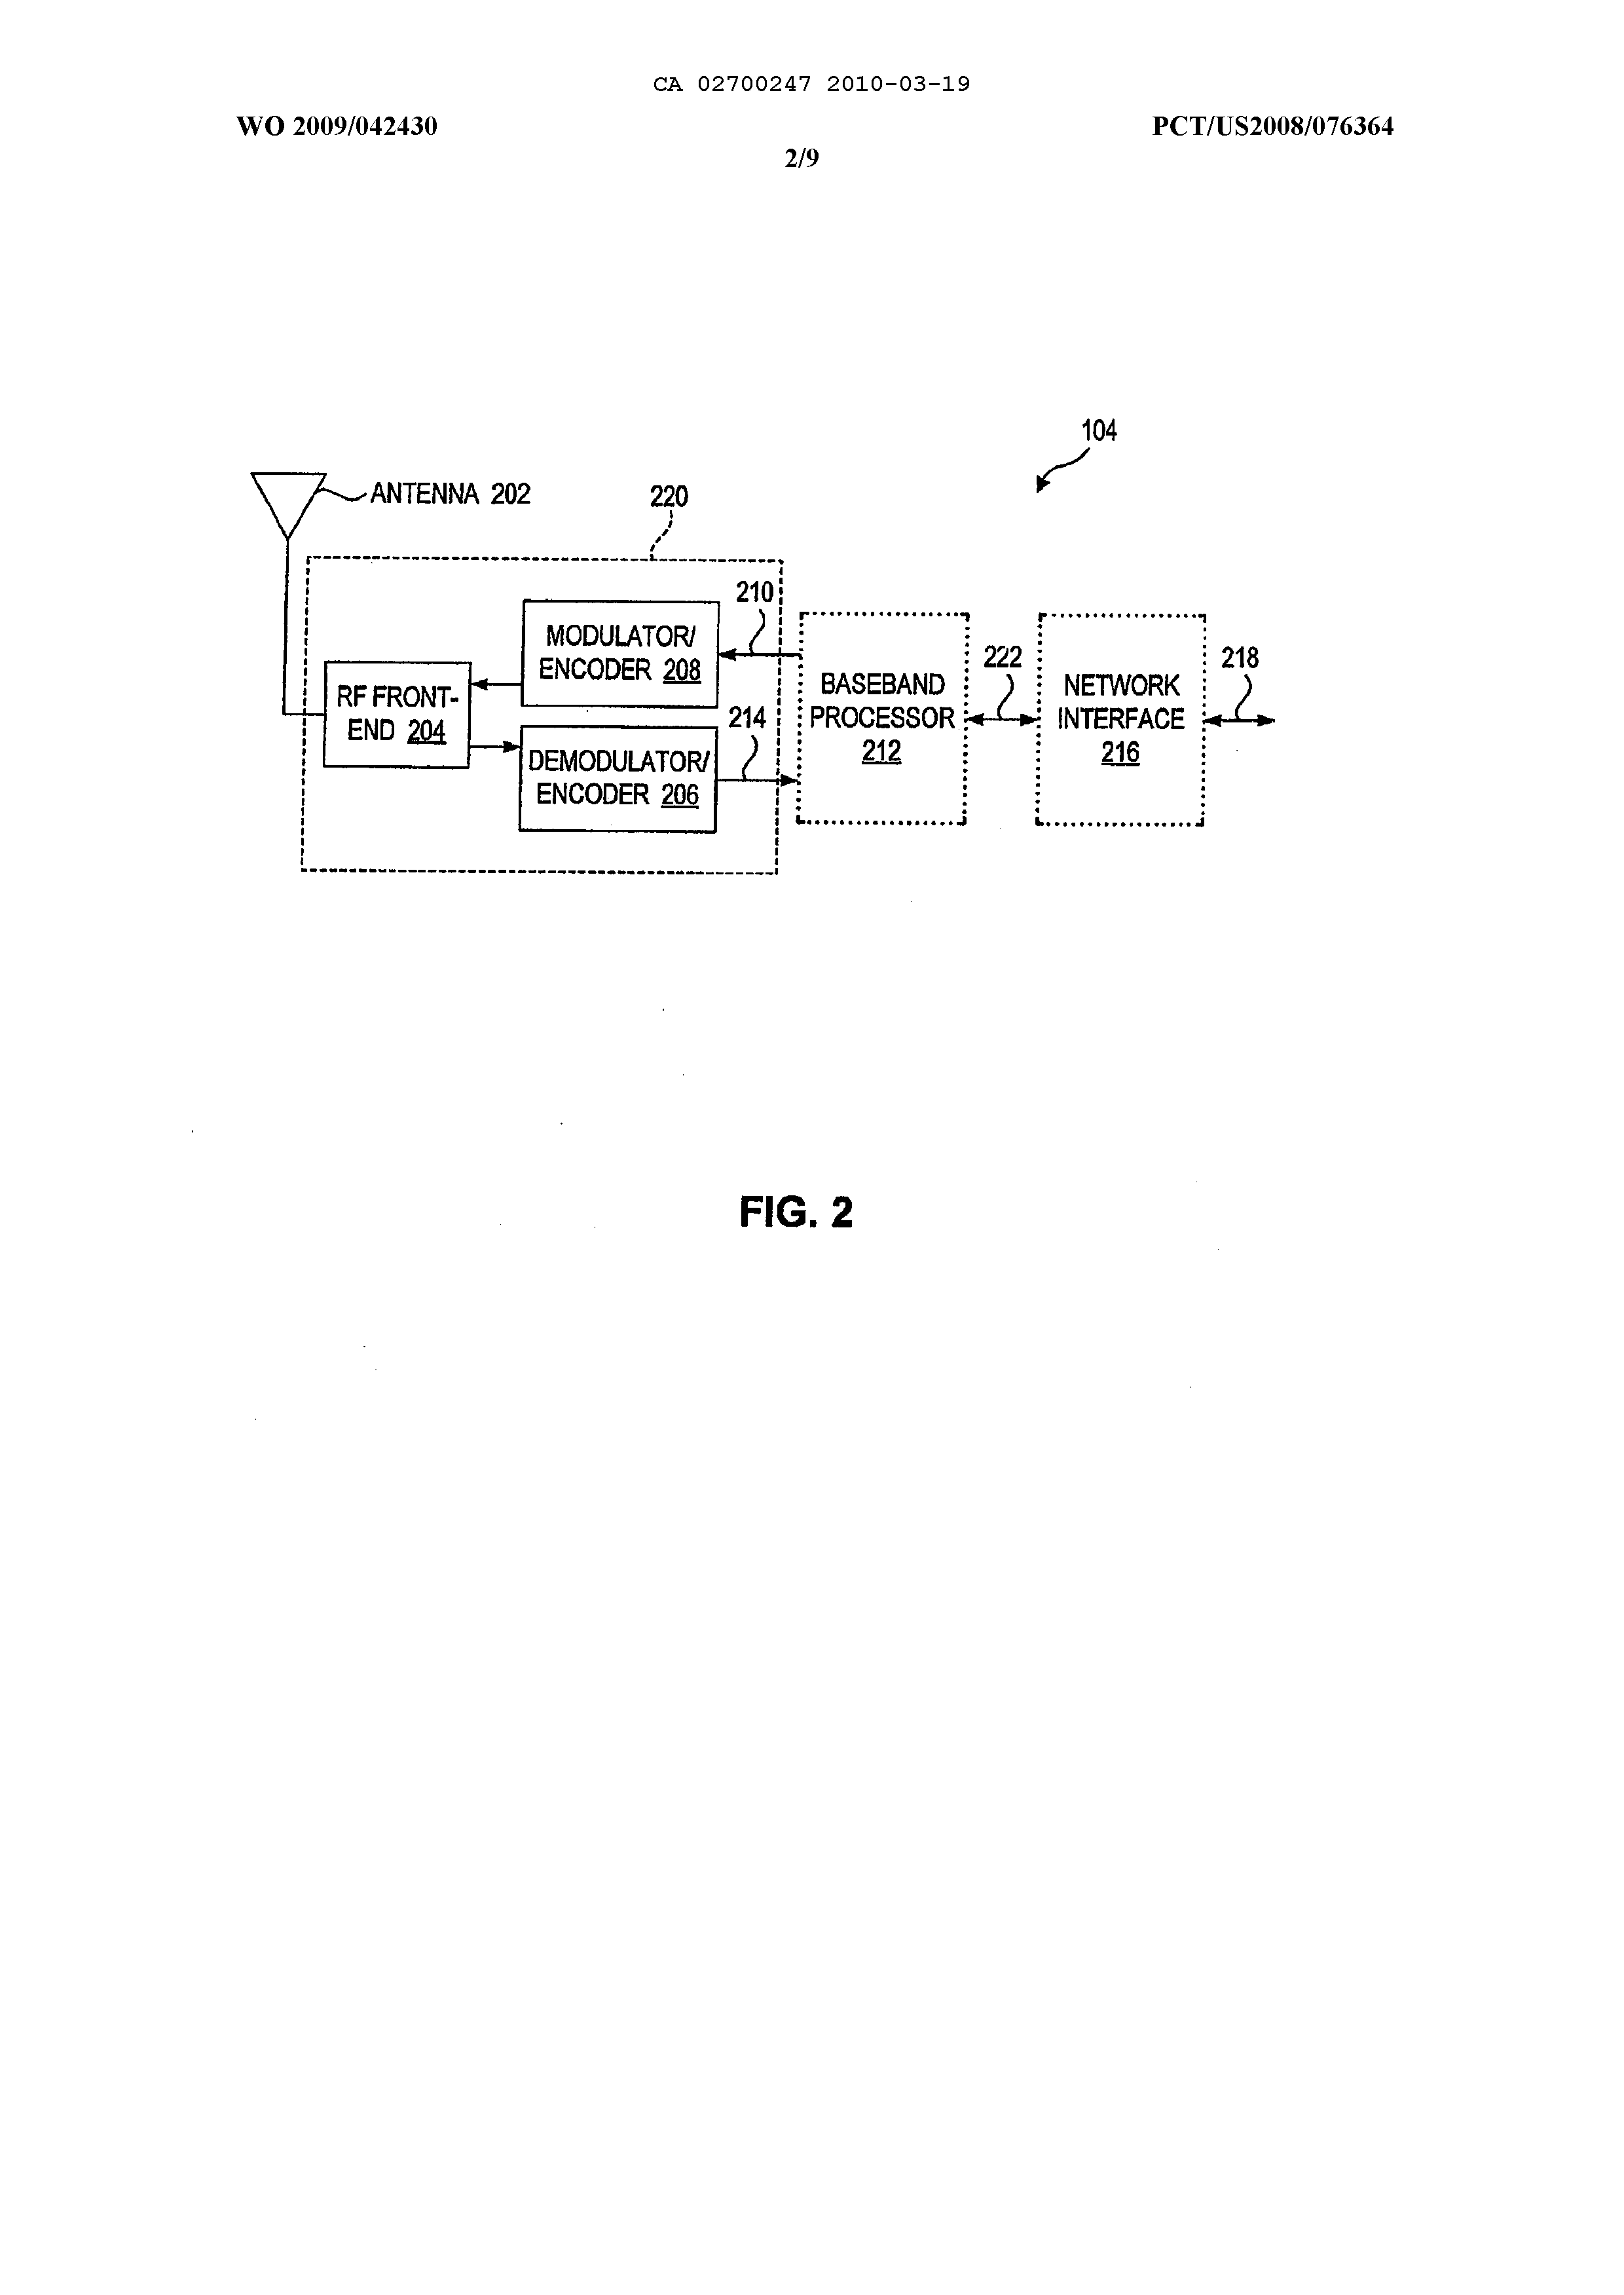 CA 02700247 2010-03-19
WO 2009/042430
PCT/US2008/076364
2/9
104
ANTENNA 202
220
210
MODULATOR/
ENCODER 208
RF FRONT-
END 204
214
DEMODULATOR/
ENCODER 206
BASEBAND
PROCESSOR
212
222
NETWORK
INTERFACE
216
218
FIG. 2